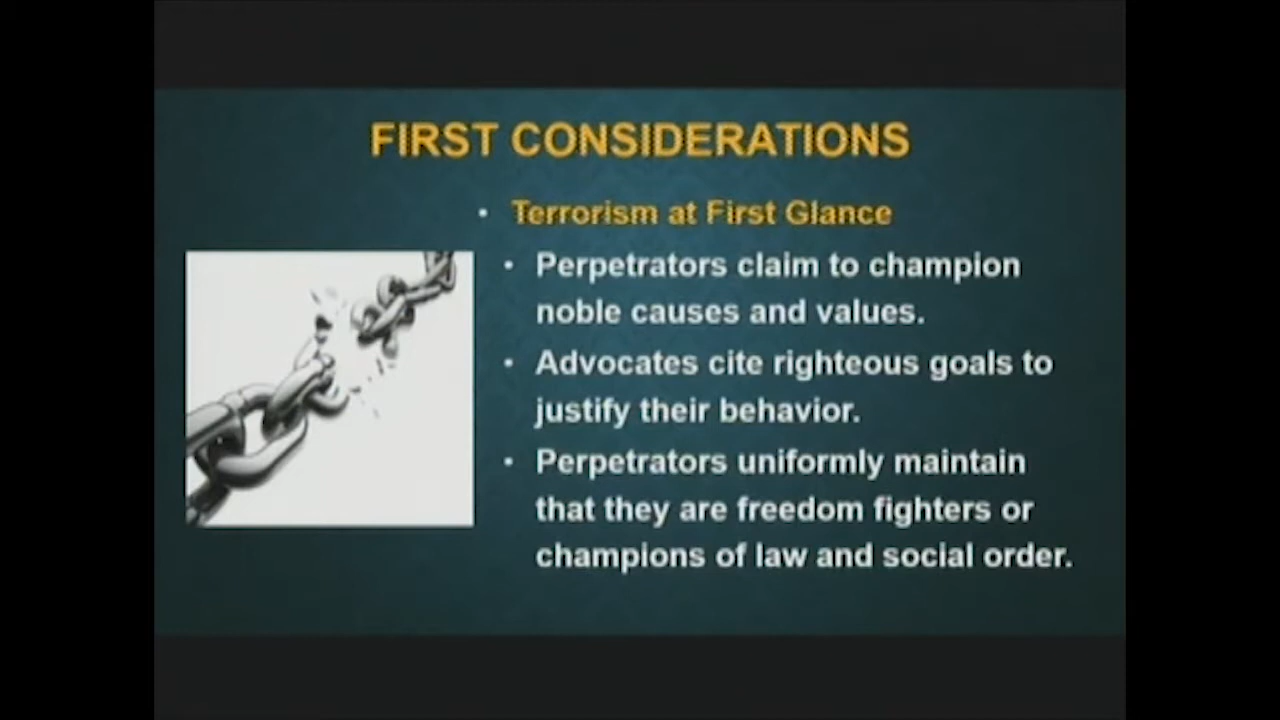 FIRST CONSIDERATIONS
• Terrorism at First Glance
• Perpetrators claim to champion
noble causes and values.
• Advocates cite righteous goals to
justify their behavior.
• Perpetrators uniformly maintain
that they are freedom fighters or
champions of law and social order.